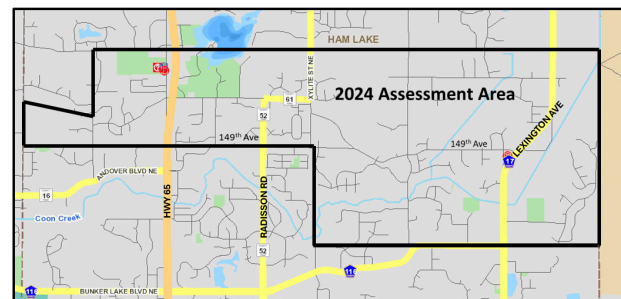 HAM LAKE
XYLITE ST NE
61
2024 Assessment Area
52
149th Ave
149th Ave
LEXINGTON AVE
17
ANDOVER BLVD NE
16
HWY 65
RADISSON RD
Coon Creek
52
116
116
BUNKER LAKE BLVD NE